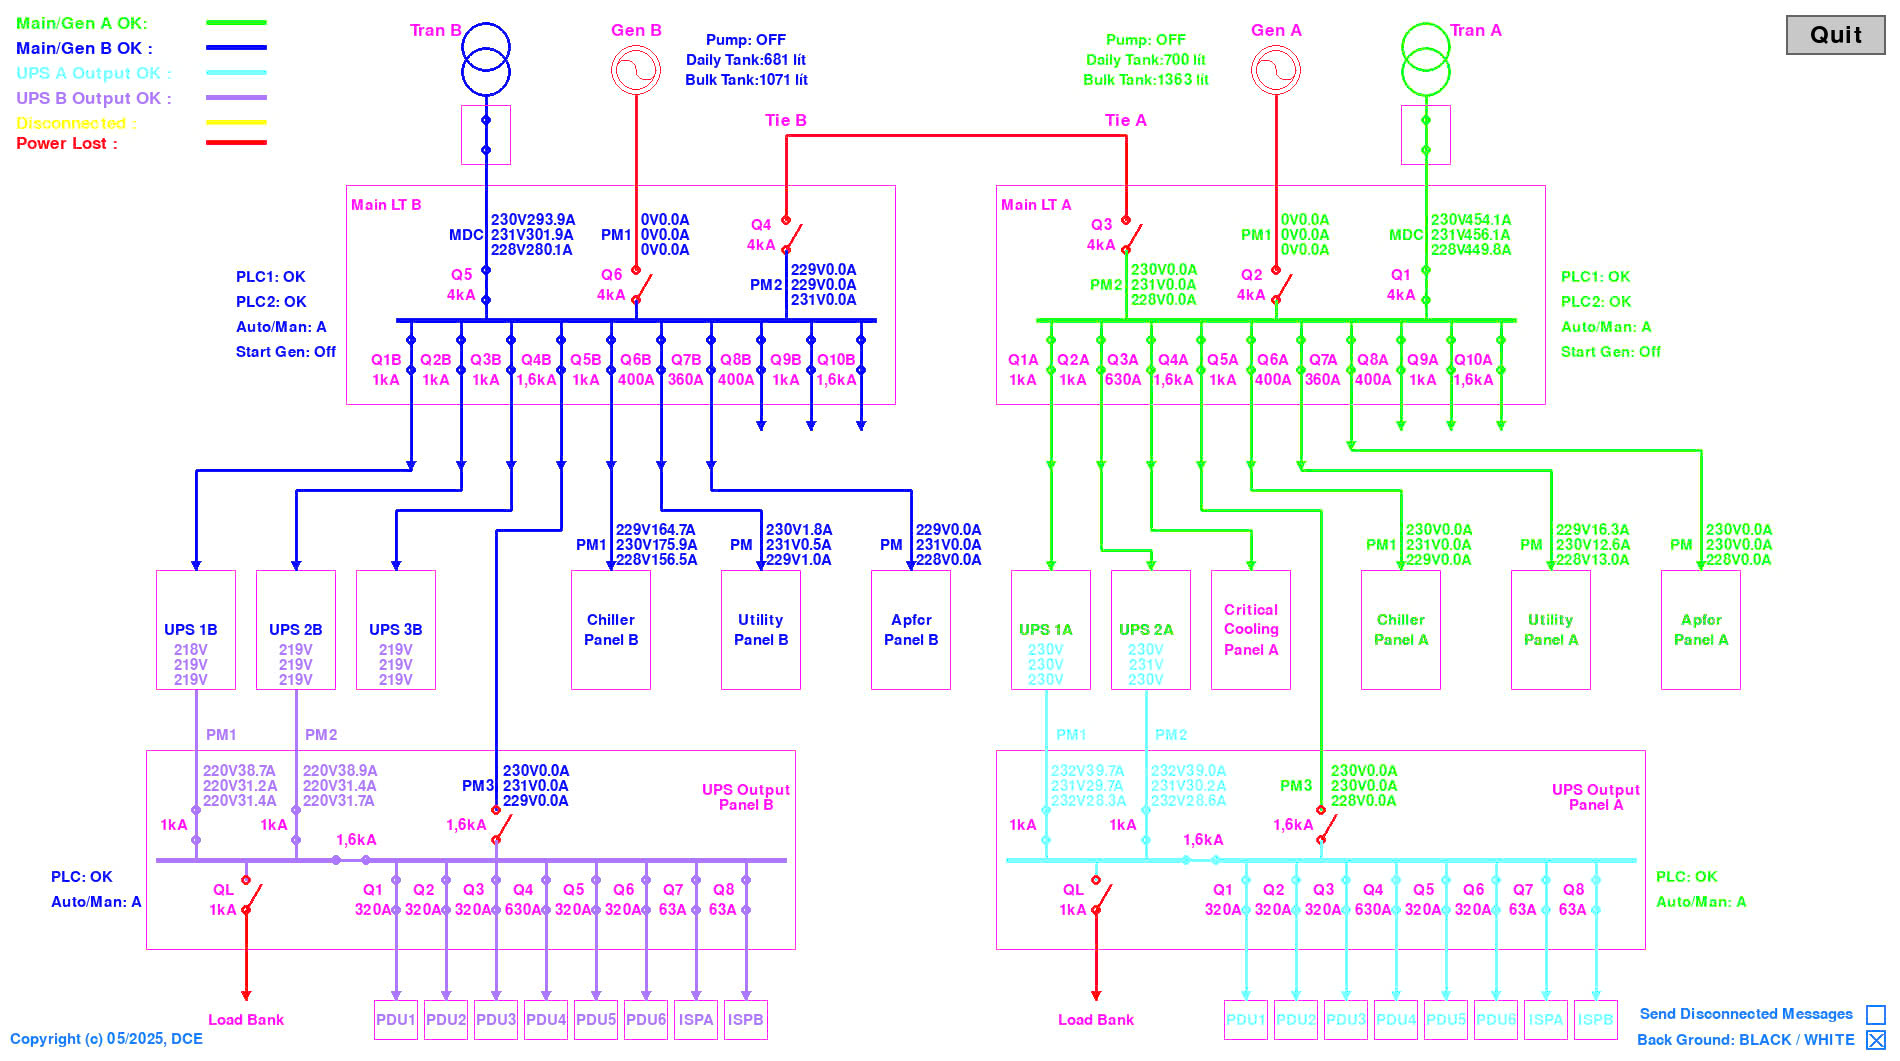 Main/Gen A OK:
Main/Gen B OK :
UPS A Output OK :
UPS B Output OK :
Disconnected :
Power Lost :
Tran B
Gen B
Pump: OFF
Daily Tank:681 lít
Bulk Tank:1071 lít
Pump: OFF
Daily Tank:700 lít
Bulk Tank:1363 lít
Gen A
Tran A
Quit
Tie B
Tie A
Main LT B
MDC
230V293.9A
231V301.9A
228V280.1A
PM1
0V0.0A
0V0.0A
0V0.0A
Q4
4kA
Q5
4kA
Q6
4kA
PM2
229V0.0A
229V0.0A
231V0.0A
PLC1: OK
PLC2: OK
Auto/Man: A
Start Gen: Off
Q1B Q2B Q3B Q4B Q5B Q6B Q7B Q8B Q9B Q10B
1kA 1kA 1kA 1,6kA 1kA 400A 360A 400A 1kA 1,6kA
Main LT A
Q3
4kA
PM2
230V0.0A
231V0.0A
228V0.0A
PM1
0V0.0A
0V0.0A
0V0.0A
Q2
4kA
MDC
230V454.1A
231V456.1A
228V449.8A
Q1
4kA
PLC1: OK
PLC2: OK
Auto/Man: A
Start Gen: Off
Q1A Q2A Q3A Q4A Q5A Q6A Q7A Q8A Q9A Q10A
1kA 1kA 630A 1,6kA 1kA 400A 360A 400A 1kA 1,6kA
PM1
229V164.7A
230V175.9A
228V156.5A
PM
230V1.8A
231V0.5A
229V1.0A
PM
229V0.0A
231V0.0A
228V0.0A
PM1
230V0.0A
231V0.0A
229V0.0A
PM
229V16.3A
230V12.6A
228V13.0A
PM
230V0.0A
230V0.0A
228V0.0A
UPS 1B
218V
219V
219V
UPS 2B
219V
219V
219V
UPS 3B
219V
219V
219V
Chiller
Panel B
Utility
Panel B
Apfcr
Panel B
UPS 1A
230V
230V
230V
UPS 2A
230V
231V
230V
Critical
Cooling
Panel A
Chiller
Panel A
Utility
Panel A
Apfcr
Panel A
PM1
PM2
220V38.7A
220V31.2A
220V31.4A
220V38.9A
220V31.4A
220V31.7A
PM3
230V0.0A
231V0.0A
229V0.0A
UPS Output
Panel B
1kA
1kA
1,6kA
1,6kA
PLC: OK
Auto/Man: A
QL
1kA
Q1 Q2 Q3 Q4 Q5 Q6 Q7 Q8
320A 320A 320A 630A 320A 320A 63A 63A
Load Bank
PDU1 PDU2 PDU3 PDU4 PDU5 PDU6 ISPA ISPB
PM1
PM2
232V39.7A
231V29.7A
232V28.3A
232V39.0A
231V30.2A
232V28.6A
PM3
230V0.0A
230V0.0A
228V0.0A
UPS Output
Panel A
1kA
1kA
1,6kA
1,6kA
PLC: OK
Auto/Man: A
QL
1kA
Q1 Q2 Q3 Q4 Q5 Q6 Q7 Q8
320A 320A 320A 630A 320A 320A 63A 63A
Load Bank
PDU1 PDU2 PDU3 PDU4 PDU5 PDU6 ISPA ISPB
Copyright (c) 05/2025, DCE
Send Disconnected Messages
Back Ground: BLACK / WHITE